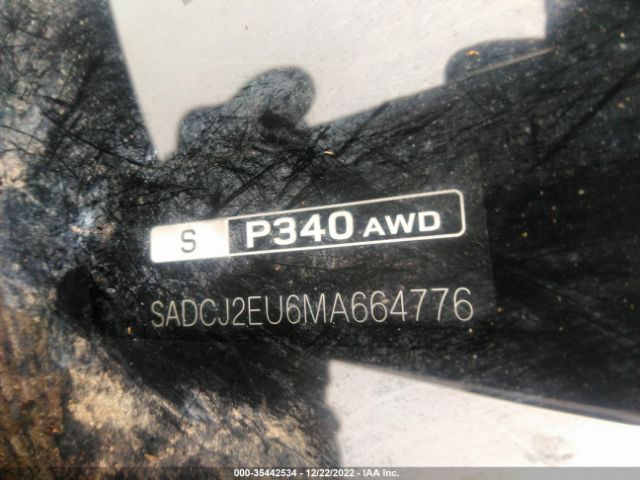 S P340 AWD
SADCJ2EU6MA664776
000-35442534 - 12/22/2022 - IAA Inc.